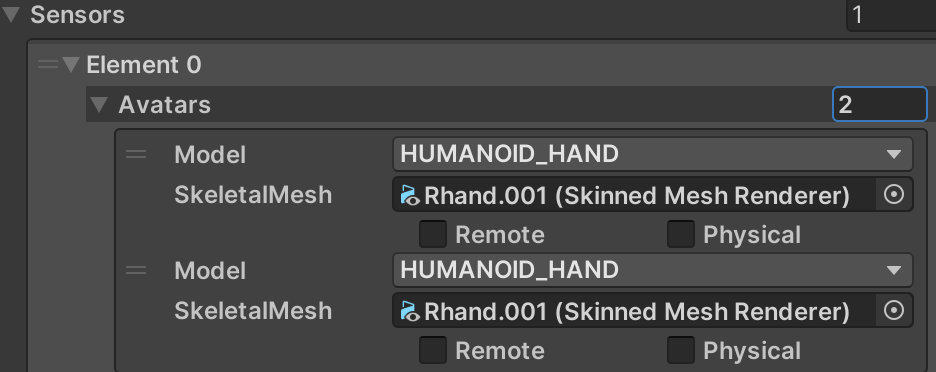 Sensors 1
Element 0
Avatars 2
Model HUMANOID_HAND
SkeletalMesh Rhand.001 (Skinned Mesh Renderer)
Remote Physical
Model HUMANOID_HAND
SkeletalMesh Rhand.001 (Skinned Mesh Renderer)
Remote Physical